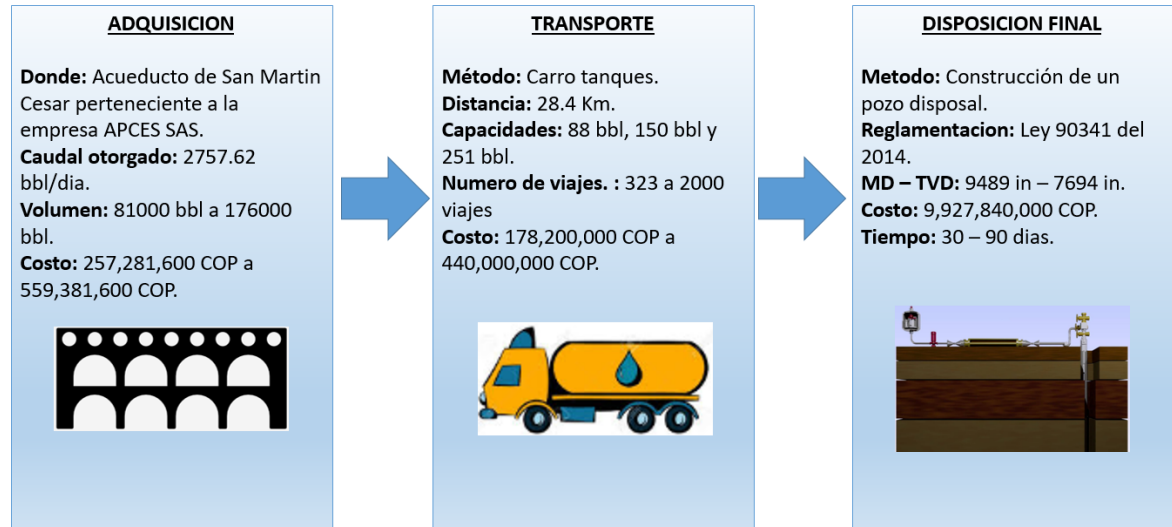 ADQUISICION
Donde: Acueducto de San Martin
Cesar perteneciente a la
empresa APCES SAS.
Caudal otorgado: 2757.62
bbl/dia.
Volumen: 81000 bbl a 176000
bbl.
Costo: 257,281,600 COP a
559,381,600 COP.
TRANSPORTE
Método: Carro tanques.
Distancia: 28.4 Km.
Capacidades: 88 bbl, 150 bbl y
251 bbl.
Numero de viajes. : 323 a 2000
viajes
Costo: 178,200,000 COP a
440,000,000 COP.
DISPOSICION FINAL
Metodo: Construcción de un
pozo disposal.
Reglamentacion: Ley 90341 del
2014.
MD – TVD: 9489 in – 7694 in.
Costo: 9,927,840,000 COP.
Tiempo: 30 – 90 dias.